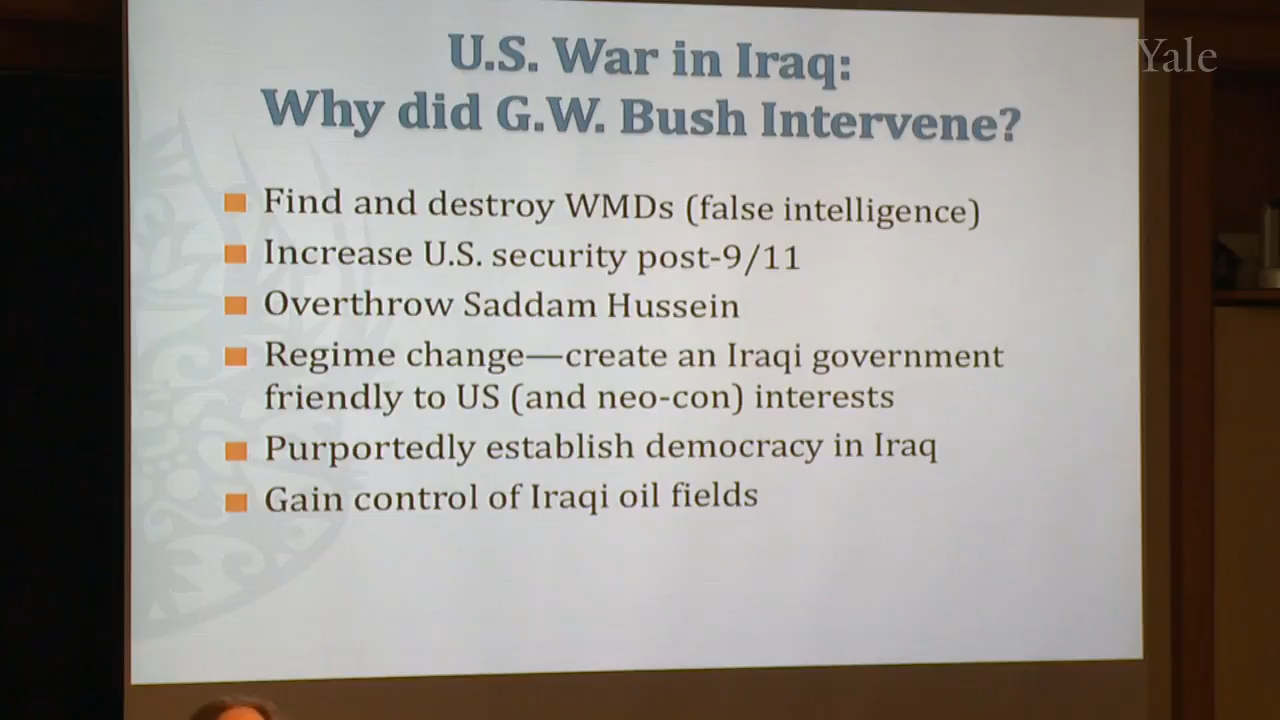 Yale
U.S. War in Iraq:
Why did G.W. Bush Intervene?
Find and destroy WMDs (false intelligence)
Increase U.S. security post-9/11
Overthrow Saddam Hussein
Regime change—create an Iraqi government
friendly to US (and neo-con) interests
Purportedly establish democracy in Iraq
Gain control of Iraqi oil fields